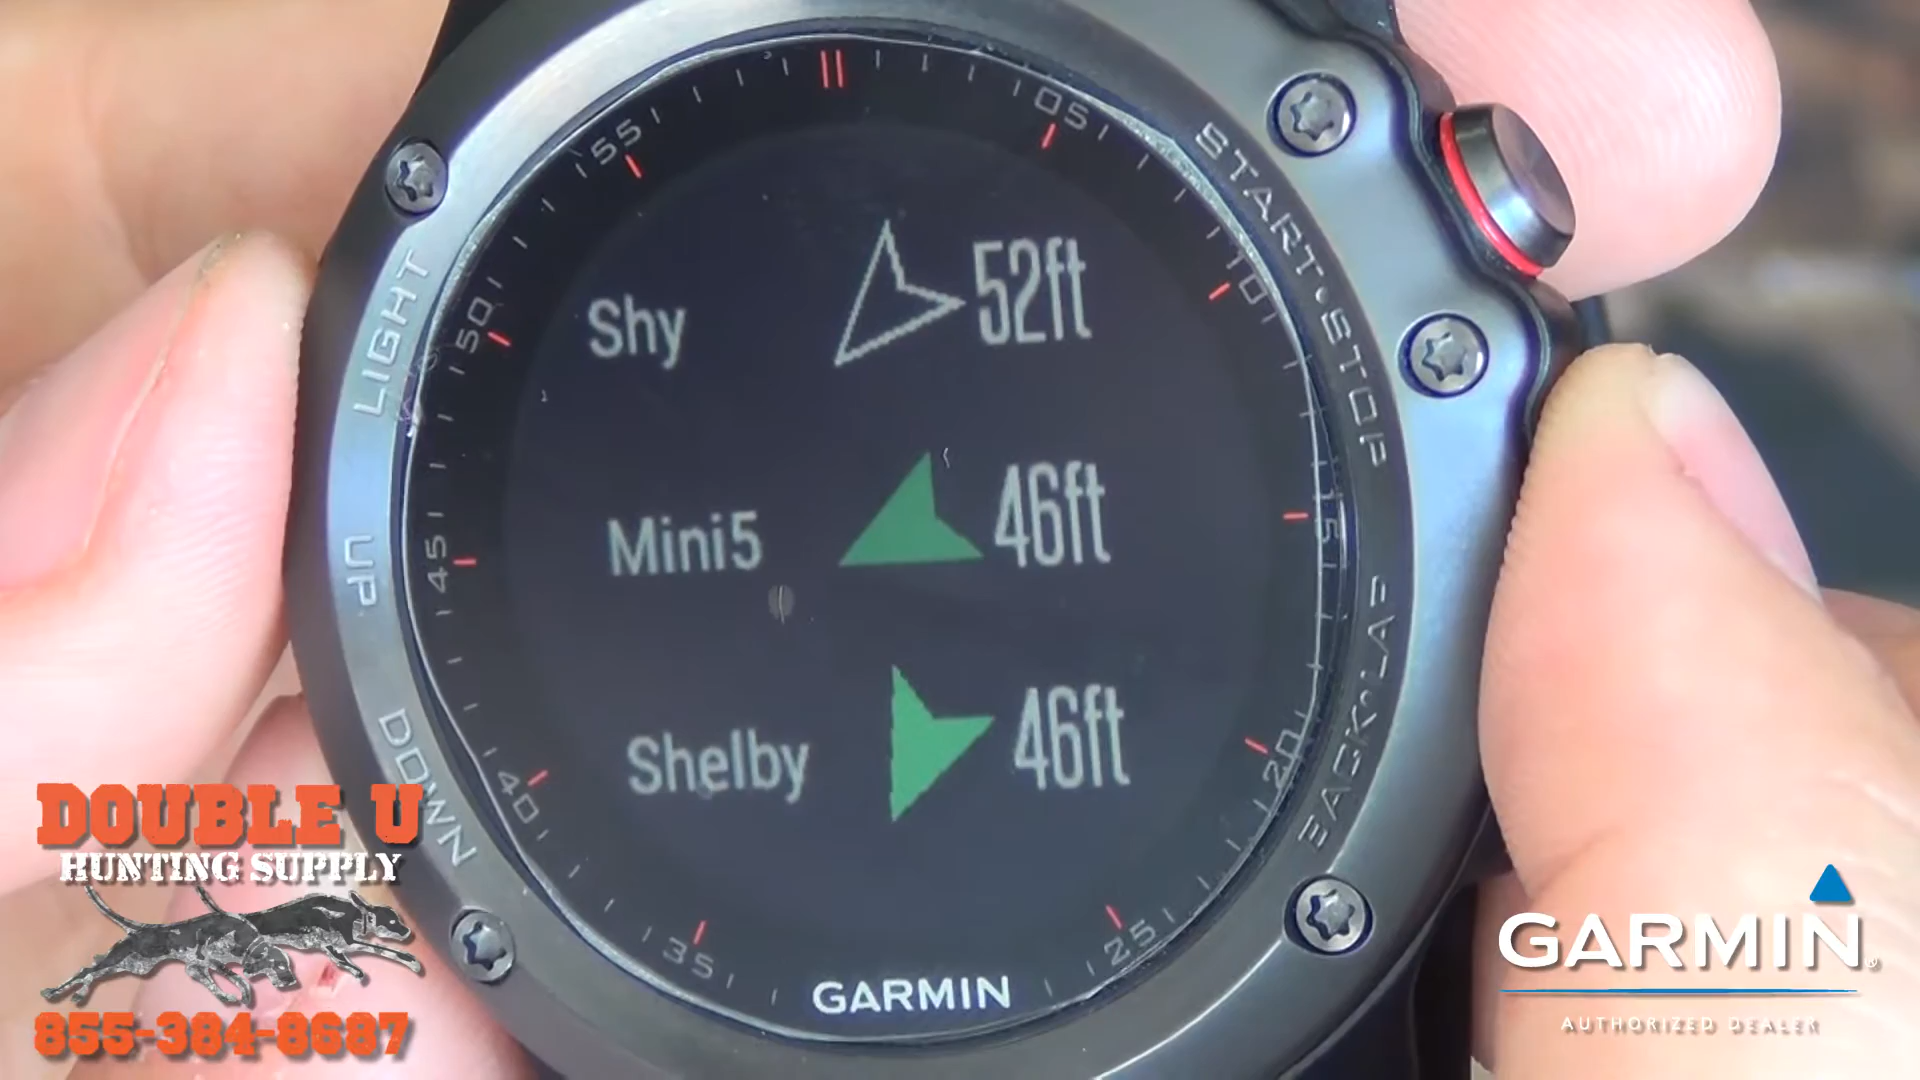 55
05
50
10
45
15
40
20
35
25
LIGHT
UP
DOWN
START·STOP
BACK·LAP
Shy 52ft
Mini5 46ft
Shelby 46ft
GARMIN
DOUBLE U
HUNTING SUPPLY
855-384-8687
GARMIN
AUTHORIZED DEALER